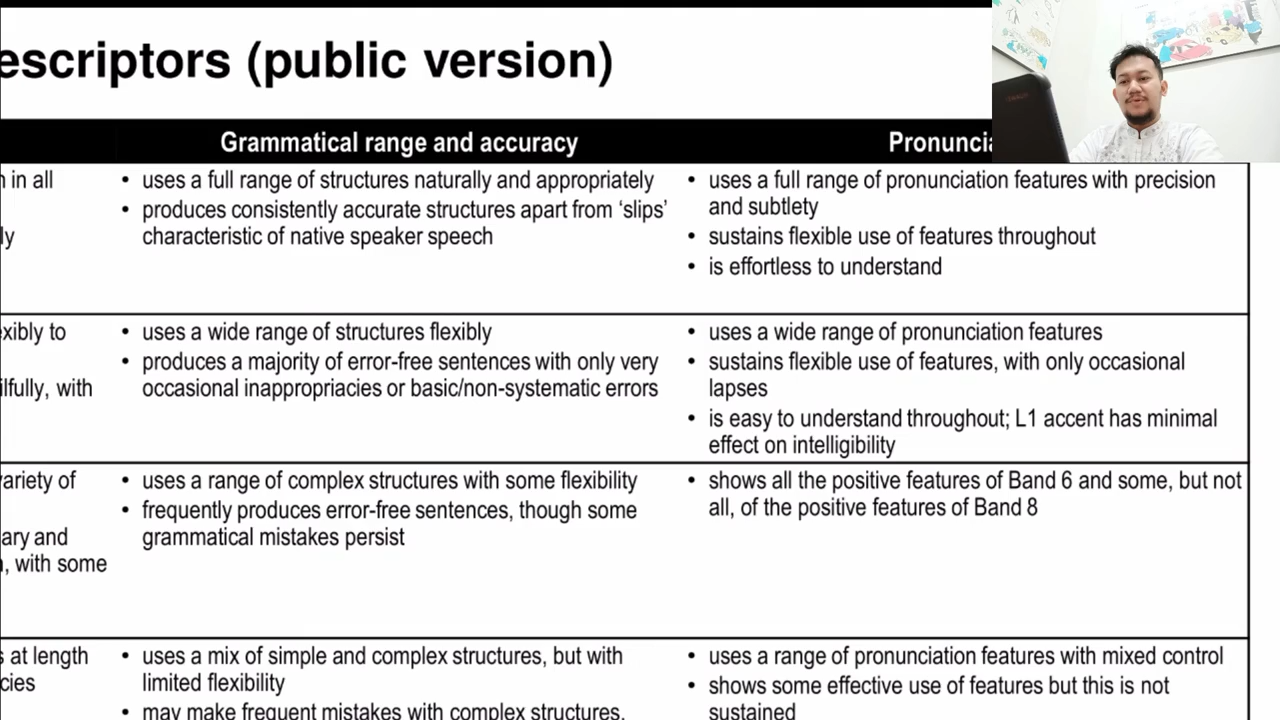 escriptors (public version)
Grammatical range and accuracy
Pronuncia
n in all
ly
• uses a full range of structures naturally and appropriately
• produces consistently accurate structures apart from ‘slips’
characteristic of native speaker speech
• uses a full range of pronunciation features with precision
and subtlety
• sustains flexible use of features throughout
• is effortless to understand
exibly to
ilfully, with
• uses a wide range of structures flexibly
• produces a majority of error-free sentences with only very
occasional inappropriacies or basic/non-systematic errors
• uses a wide range of pronunciation features
• sustains flexible use of features, with only occasional
lapses
• is easy to understand throughout; L1 accent has minimal
effect on intelligibility
variety of
ary and
, with some
• uses a range of complex structures with some flexibility
• frequently produces error-free sentences, though some
grammatical mistakes persist
• shows all the positive features of Band 6 and some, but not
all, of the positive features of Band 8
s at length
cies
• uses a mix of simple and complex structures, but with
limited flexibility
• may make frequent mistakes with complex structures,
• uses a range of pronunciation features with mixed control
• shows some effective use of features but this is not
sustained